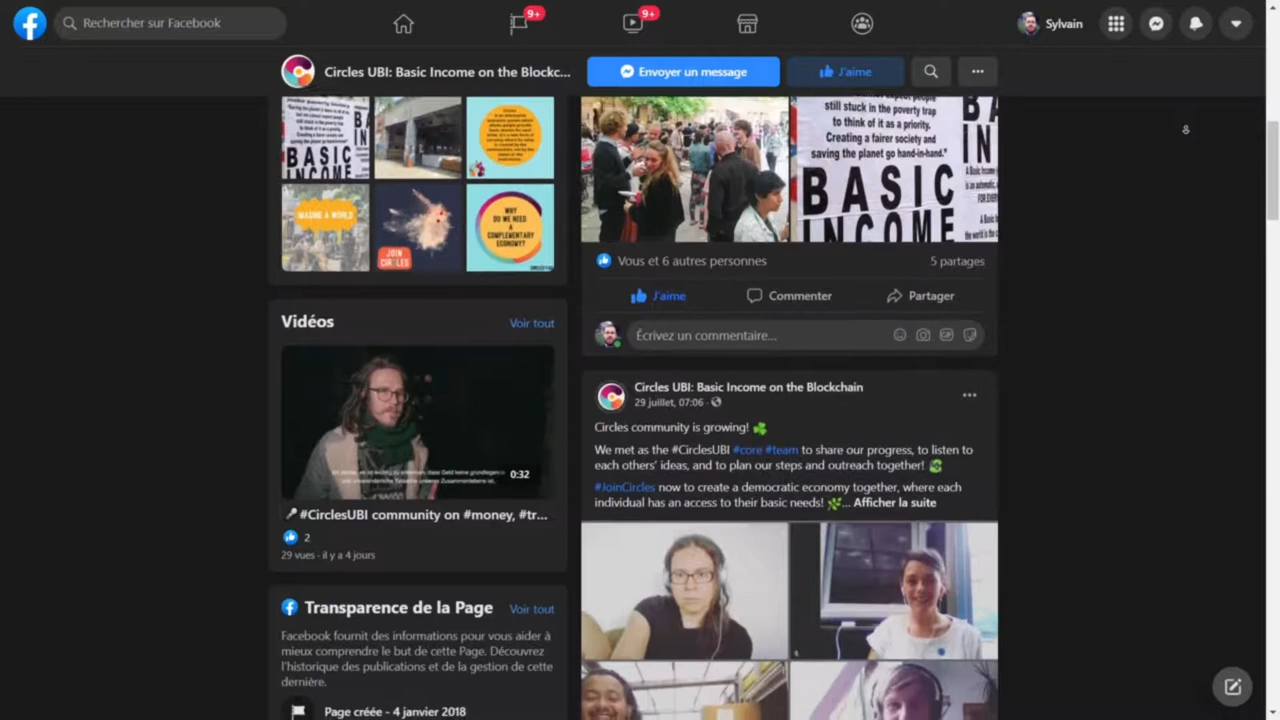 Rechercher sur Facebook
9+
9+
Sylvain
Circles UBI: Basic Income on the Blockc...
Envoyer un message
J'aime
BASIC
INCOME
IMAGINE A WORLD
JOIN
CIRCLES
WHY
DO WE NEED
A
COMPLEMENTARY
ECONOMY?
still stuck in the poverty trap
to think of it as a priority.
Creating a fairer society and
saving the planet go hand-in-hand."
BASIC
INCOME
Vous et 6 autres personnes
5 partages
J'aime
Commenter
Partager
Écrivez un commentaire...
GIF
Vidéos
Voir tout
0:32
#CirclesUBI community on #money, #tr...
2
29 vues · il y a 4 jours
Transparence de la Page
Voir tout
Facebook fournit des informations pour vous aider à
mieux comprendre le but de cette Page. Découvrez
l'historique des publications et de la gestion de cette
dernière.
Page créée - 4 janvier 2018
Circles UBI: Basic Income on the Blockchain
29 juillet, 07:06 ·
Circles community is growing!
We met as the #CirclesUBI #core #team to share our progress, to listen to
each others' ideas, and to plan our steps and outreach together!
#JoinCircles now to create a democratic economy together, where each
individual has an access to their basic needs! ... Afficher la suite